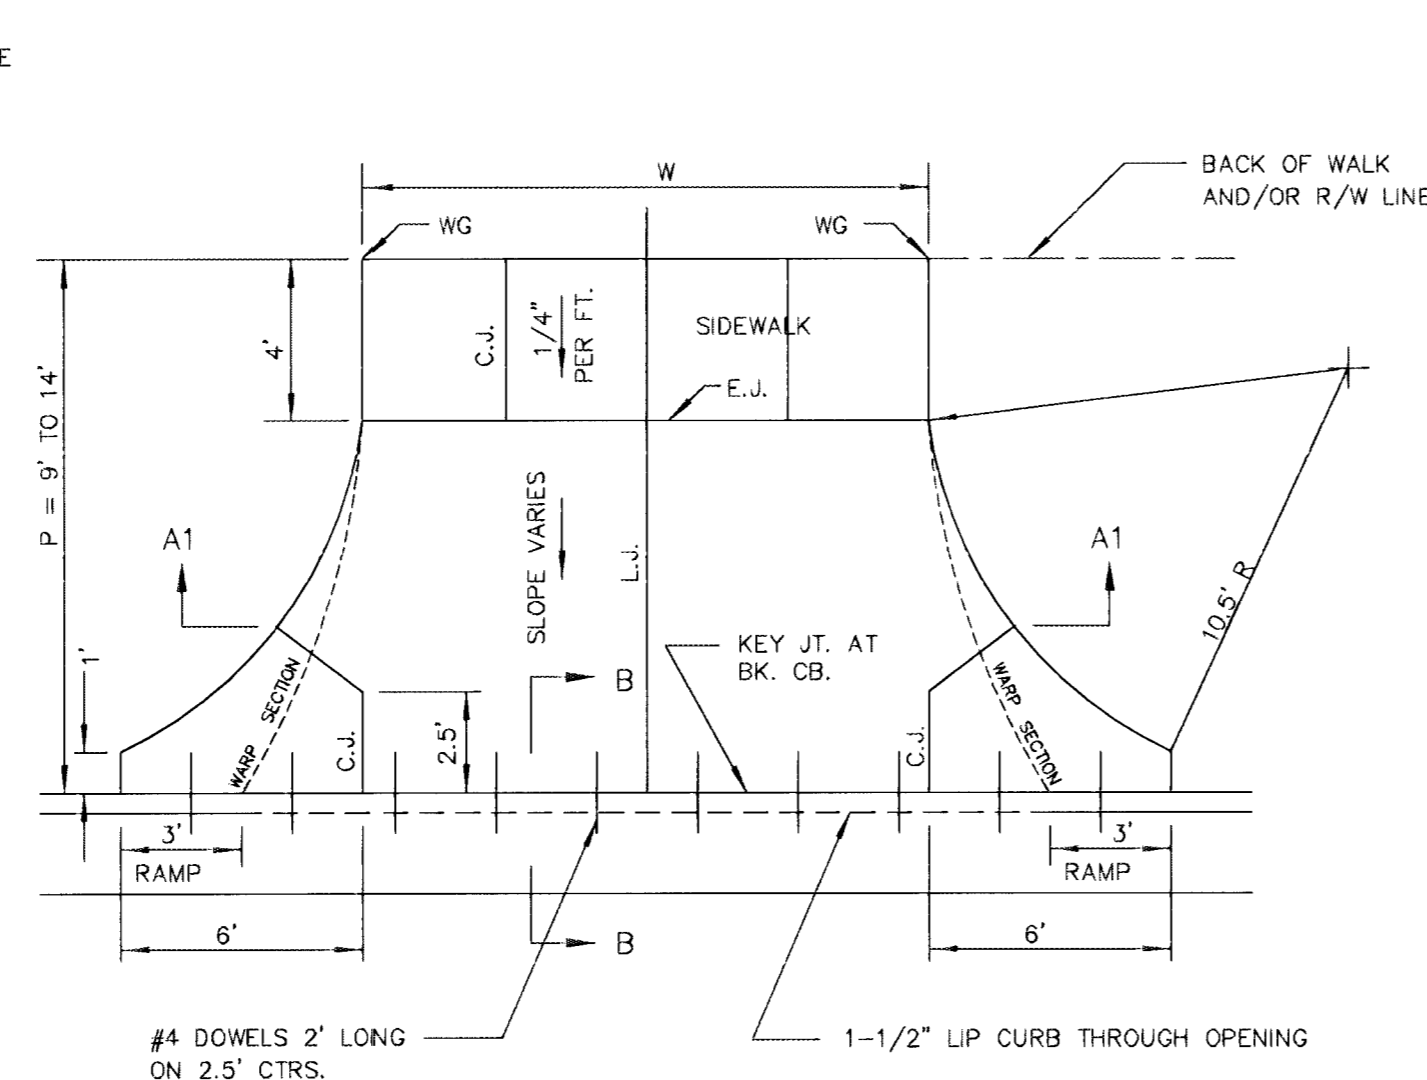 E
W
BACK OF WALK
AND/OR R/W LINE
WG
WG
4'
C.J.
1/4"
PER FT.
SIDEWALK
E.J.
P = 9' TO 14'
SLOPE VARIES
L.J.
A1
A1
10.5' R
1'
WARP SECTION
C.J.
2.5'
B
KEY JT. AT
BK. CB.
C.J.
WARP SECTION
3'
RAMP
3'
RAMP
6'
B
6'
#4 DOWELS 2' LONG
ON 2.5' CTRS.
1-1/2" LIP CURB THROUGH OPENING